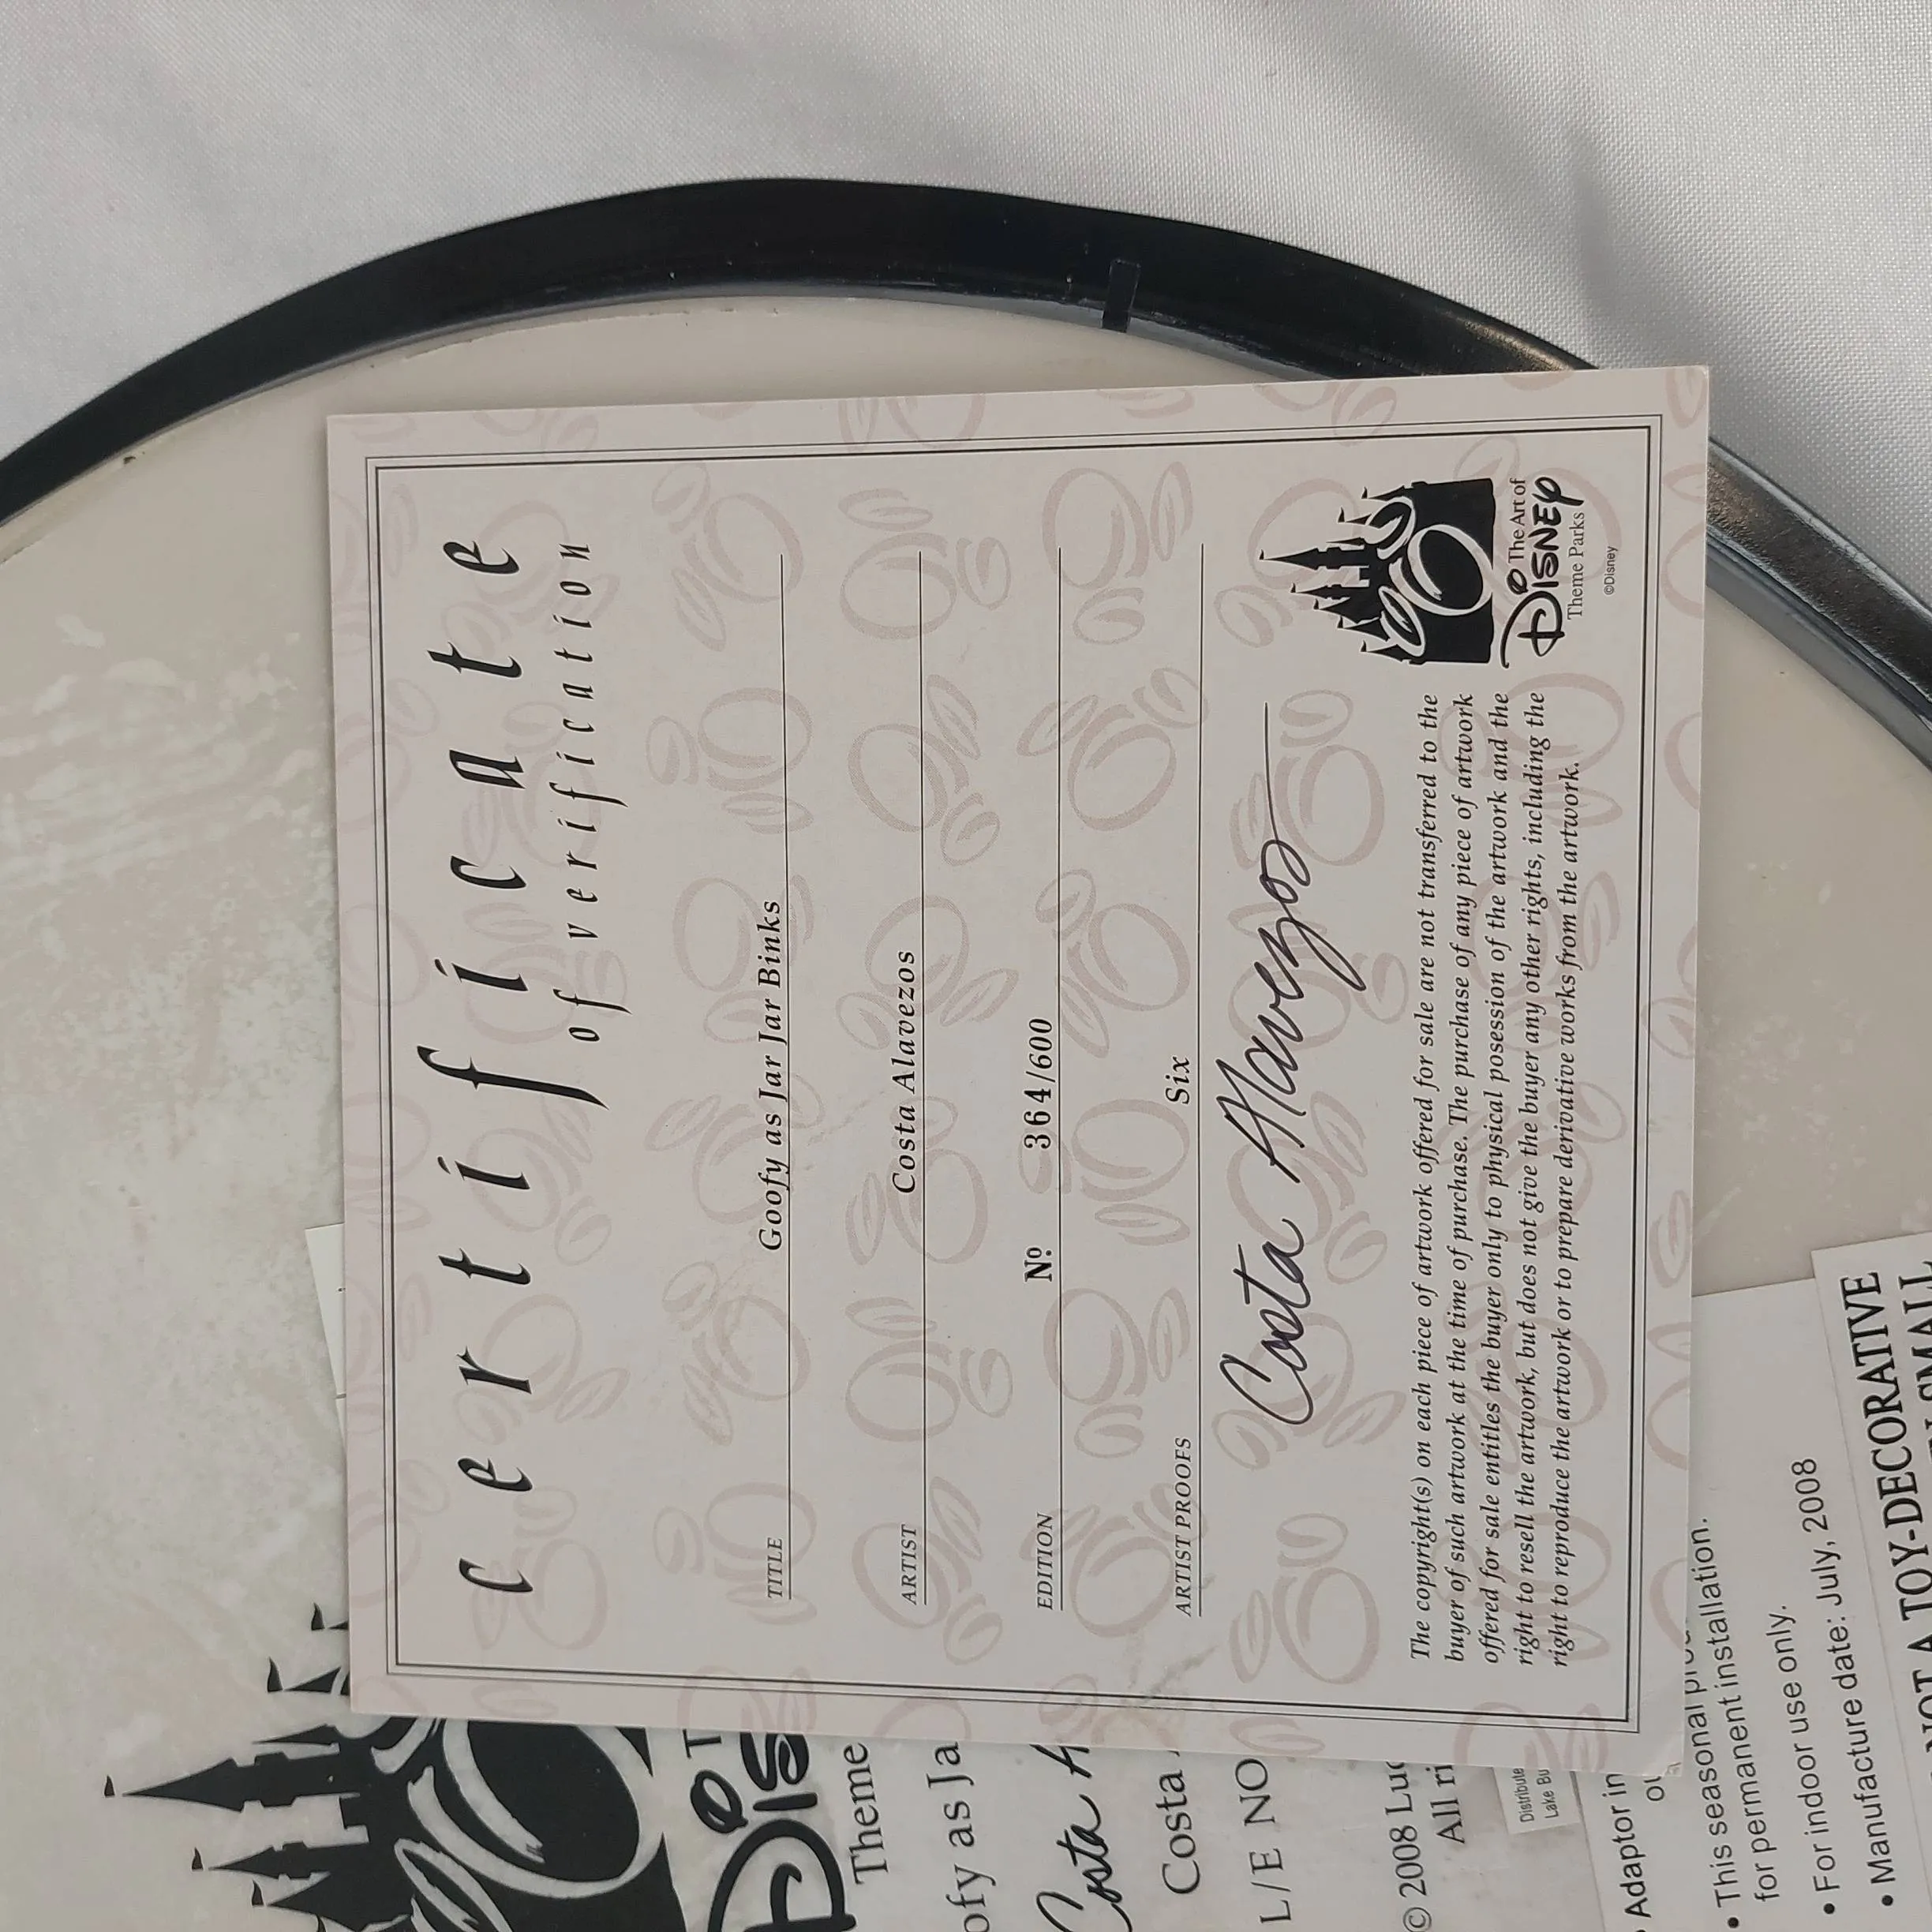 certificate
of verification
TITLE Goofy as Jar Jar Binks
ARTIST Costa Alavezos
EDITION Nº 364/600
ARTIST PROOFS Six
Costa Alavezos
The copyright(s) on each piece of artwork offered for sale are not transferred to the
buyer of such artwork at the time of purchase. The purchase of any piece of artwork
offered for sale entitles the buyer only to physical posession of the artwork and the
right to resell the artwork, but does not give the buyer any other rights, including the
right to reproduce the artwork or to prepare derivative works from the artwork.
The Art of
Disney
Theme Parks
©Disney
Theme
as Ja
Costa
Costa
L/E NO
© 2008
All
Adaptor in
• This seasonal
for permanent installation.
• For indoor use only.
• Manufacture date: July, 2008
A TOY-DECORATIVE
SMALL